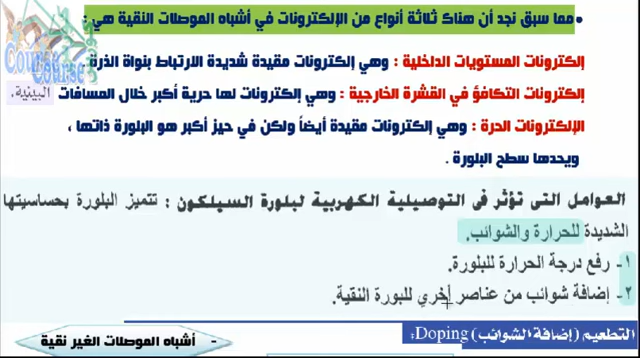 • مما سبق نجد أن هناك ثلاثة أنواع من الإلكترونات في أشباه الموصلات النقية هي :
إلكترونات المستويات الداخلية : وهي إلكترونات مقيدة شديدة الارتباط بنواة الذرة
إلكترونات التكافؤ في القشرة الخارجية : وهي إلكترونات لها حرية أكبر خلال المسافات
البينية.
الإلكترونات الحرة : وهي إلكترونات مقيدة أيضاً ولكن في حيز أكبر هو البلورة ذاتها ،
ويحدها سطح البلورة .
Course
Course
العوامل التى تؤثر فى التوصيلية الكهربية لبلورة السيلكون : تتميز البلورة بحساسيتها
الشديدة للحرارة والشوائب.
١- رفع درجة الحرارة للبلورة.
٢- إضافة شوائب من عناصر أخري للبورة النقية.
التطعيم (إضافة الشوائب) Doping:
- أشباه الموصلات الغير نقية